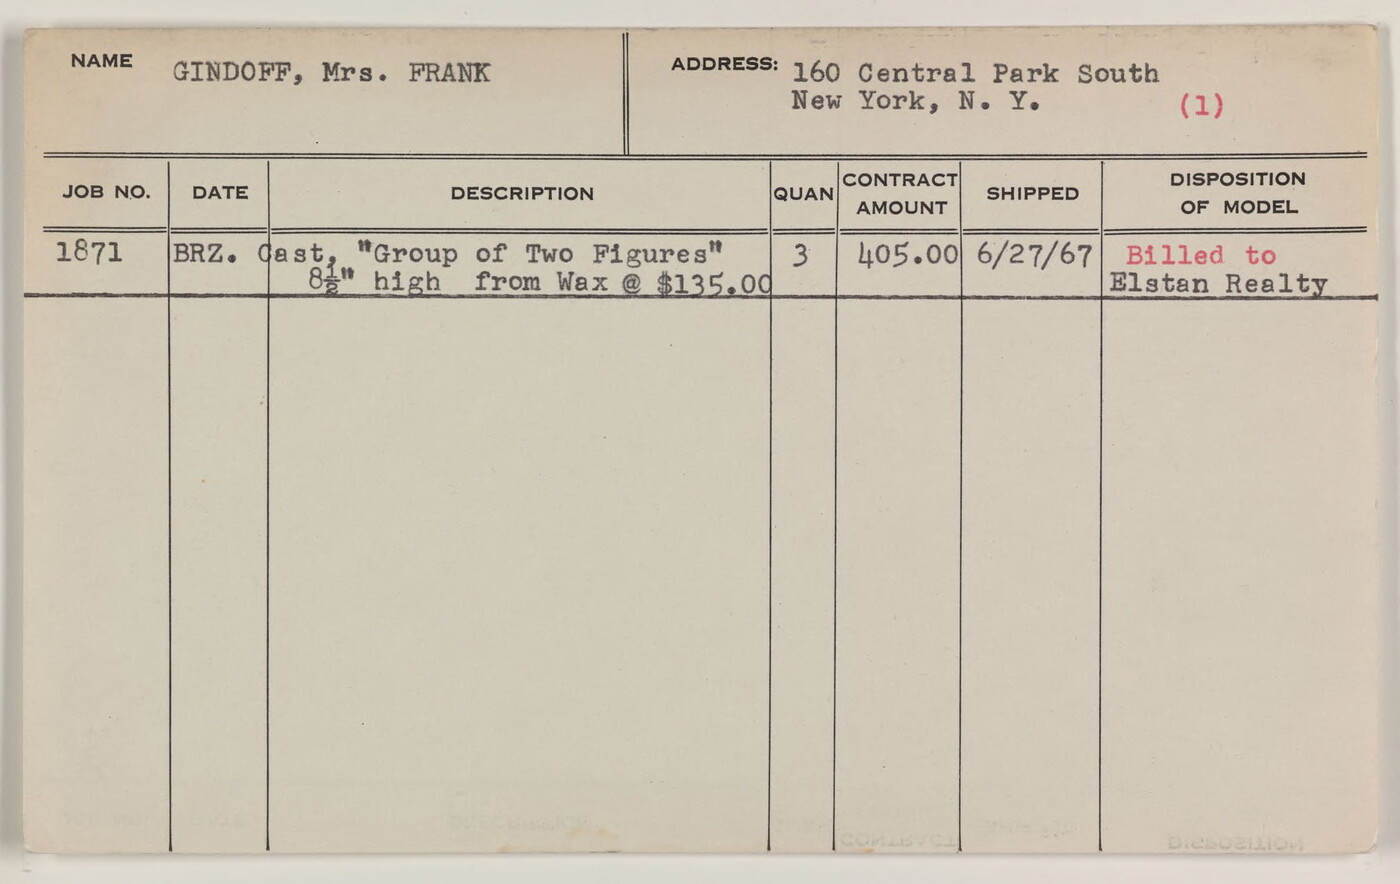 NAME GINDOFF, Mrs. FRANK ADDRESS: 160 Central Park South
New York, N. Y. (1)
JOB NO. DATE DESCRIPTION QUAN CONTRACT AMOUNT SHIPPED DISPOSITION OF MODEL
1871 BRZ. Cast, "Group of Two Figures" 3 405.00 6/27/67 Billed to
8½" high from Wax @ $135.00 Elstan Realty
CONTRACT DISPOSITION